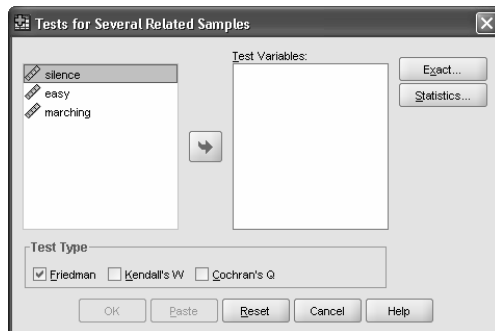 Tests for Several Related Samples
Test Variables:
silence
easy
marching
Exact...
Statistics...
Test Type
Friedman
Kendall's W
Cochran's Q
OK
Paste
Reset
Cancel
Help